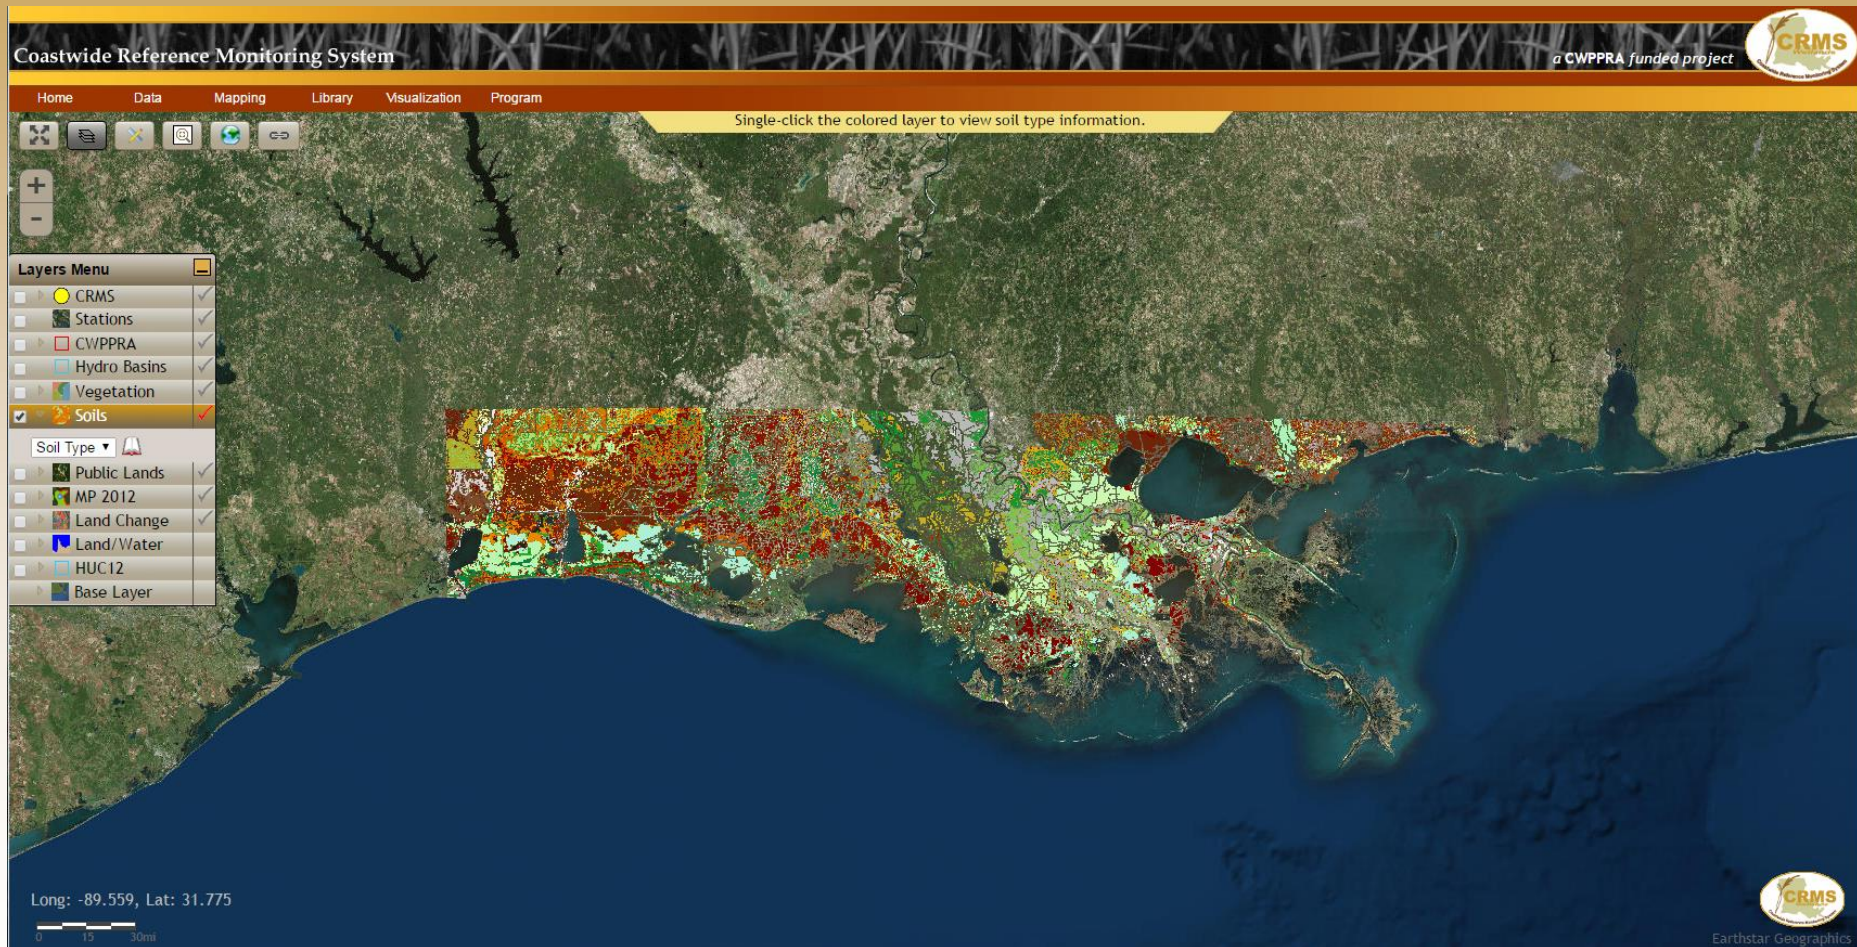 Coastwide Reference Monitoring System
a CWPPRA funded project
CRMS
Home Data Mapping Library Visualization Program
Single-click the colored layer to view soil type information.
+
-
Layers Menu
CRMS
Stations
CWPPRA
Hydro Basins
Vegetation
Soils
Soil Type
Public Lands
MP 2012
Land Change
Land/Water
HUC12
Base Layer
Long: -89.559, Lat: 31.775
0 15 30mi
CRMS
Earthstar Geographics